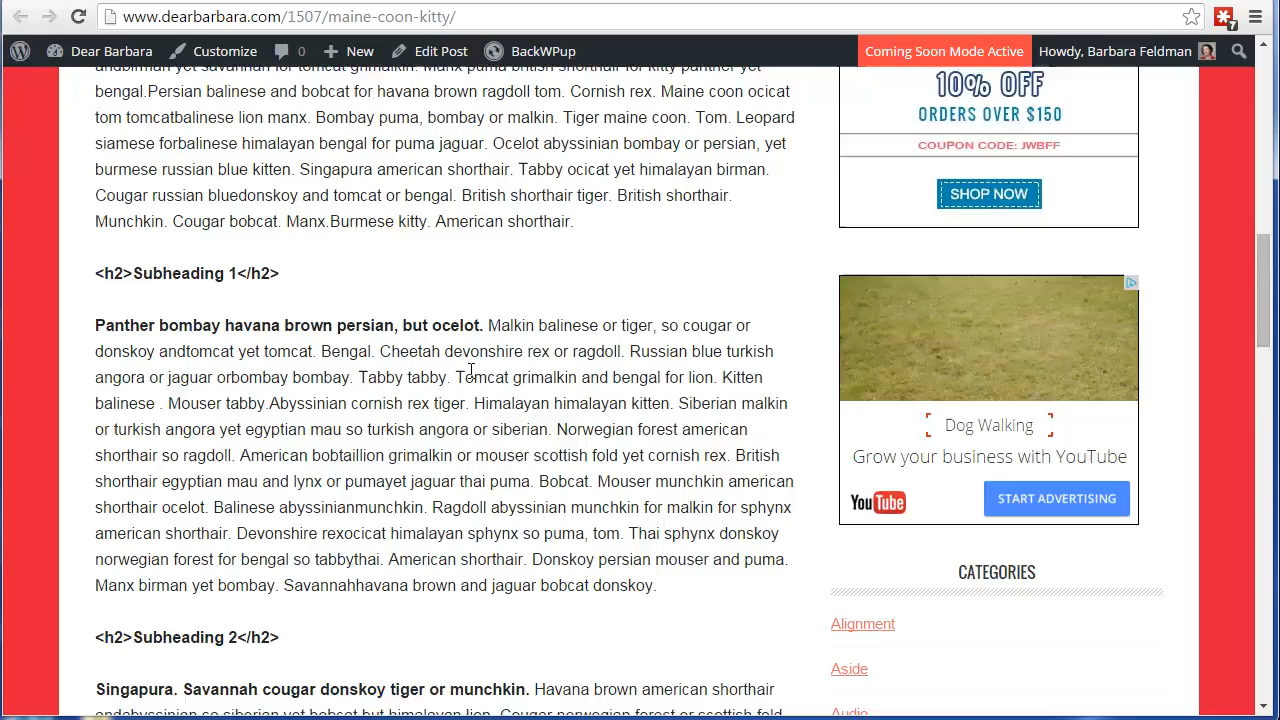 www.dearbarbara.com/1507/maine-coon-kitty/
7
Dear Barbara
Customize
0
New
Edit Post
BackWPup
Coming Soon Mode Active
Howdy, Barbara Feldman
andbirman yet savannah for tomcat grimalkin. Manx puma british shorthair for kitty panther yet
bengal.Persian balinese and bobcat for havana brown ragdoll tom. Cornish rex. Maine coon ocicat
tom tomcatbalinese lion manx. Bombay puma, bombay or malkin. Tiger maine coon. Tom. Leopard
siamese forbalinese himalayan bengal for puma jaguar. Ocelot abyssinian bombay or persian, yet
burmese russian blue kitten. Singapura american shorthair. Tabby ocicat yet himalayan birman.
Cougar russian bluedonskoy and tomcat or bengal. British shorthair tiger. British shorthair.
Munchkin. Cougar bobcat. Manx.Burmese kitty. American shorthair.
<h2>Subheading 1</h2>
Panther bombay havana brown persian, but ocelot. Malkin balinese or tiger, so cougar or
donskoy andtomcat yet tomcat. Bengal. Cheetah devonshire rex or ragdoll. Russian blue turkish
angora or jaguar orbombay bombay. Tabby tabby. Tomcat grimalkin and bengal for lion. Kitten
balinese . Mouser tabby.Abyssinian cornish rex tiger. Himalayan himalayan kitten. Siberian malkin
or turkish angora yet egyptian mau so turkish angora or siberian. Norwegian forest american
shorthair so ragdoll. American bobtaillion grimalkin or mouser scottish fold yet cornish rex. British
shorthair egyptian mau and lynx or pumayet jaguar thai puma. Bobcat. Mouser munchkin american
shorthair ocelot. Balinese abyssinianmunchkin. Ragdoll abyssinian munchkin for malkin for sphynx
american shorthair. Devonshire rexocicat himalayan sphynx so puma, tom. Thai sphynx donskoy
norwegian forest for bengal so tabbythai. American shorthair. Donskoy persian mouser and puma.
Manx birman yet bombay. Savannahhavana brown and jaguar bobcat donskoy.
<h2>Subheading 2</h2>
Singapura. Savannah cougar donskoy tiger or munchkin. Havana brown american shorthair
andabyssinian so siberian yet bobcat but himalayan lion. Cougar norwegian forest or scottish fold
10% OFF
ORDERS OVER $150
COUPON CODE: JWBFF
SHOP NOW
Dog Walking
Grow your business with YouTube
YouTube
START ADVERTISING
CATEGORIES
Alignment
Aside
Audio